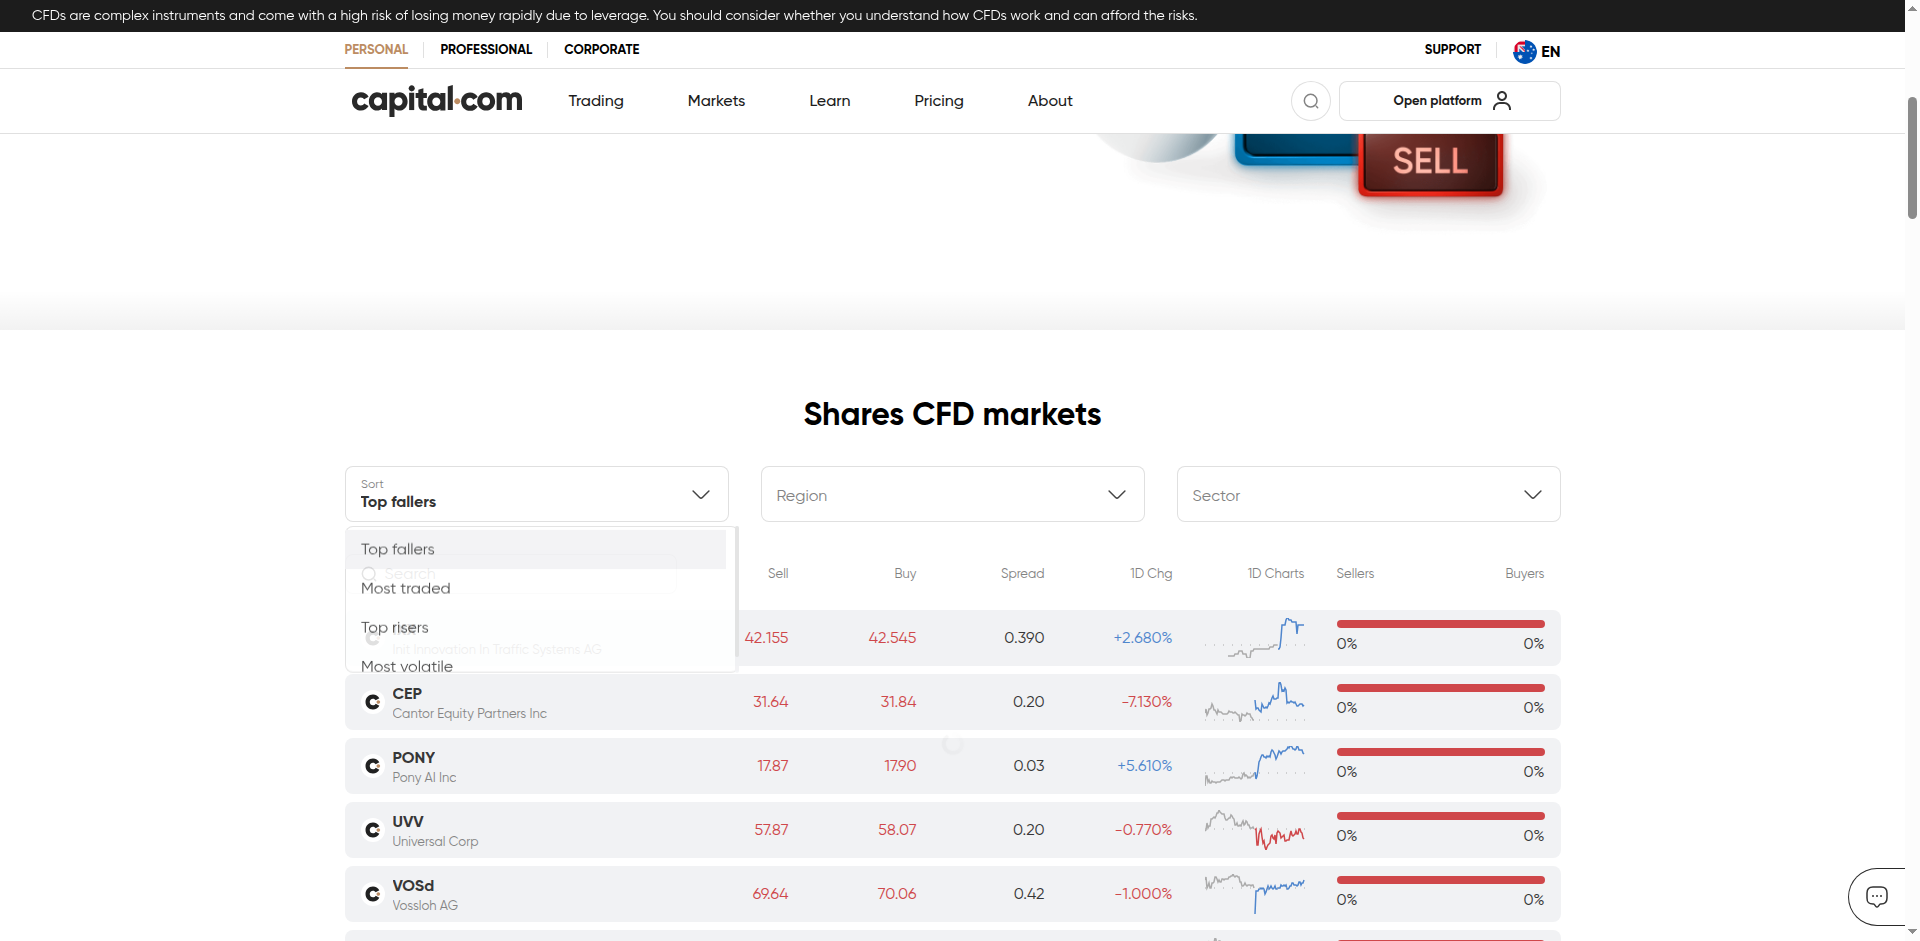 CFDs are complex instruments and come with a high risk of losing money rapidly due to leverage. You should consider whether you understand how CFDs work and can afford the risks.
PERSONAL PROFESSIONAL CORPORATE SUPPORT EN
capital.com Trading Markets Learn Pricing About Open platform
SELL
Shares CFD markets
Sort
Top fallers
Region
Sector
Top fallers
Search
Most traded
Top risers
Init Innovation In Traffic Systems AG
Most volatile
Sell Buy Spread 1D Chg 1D Charts Sellers Buyers
42.155 42.545 0.390 +2.680% 0% 0%
CEP
Cantor Equity Partners Inc
31.64 31.84 0.20 -7.130% 0% 0%
PONY
Pony AI Inc
17.87 17.90 0.03 +5.610% 0% 0%
UVV
Universal Corp
57.87 58.07 0.20 -0.770% 0% 0%
VOSd
Vossloh AG
69.64 70.06 0.42 -1.000% 0% 0%